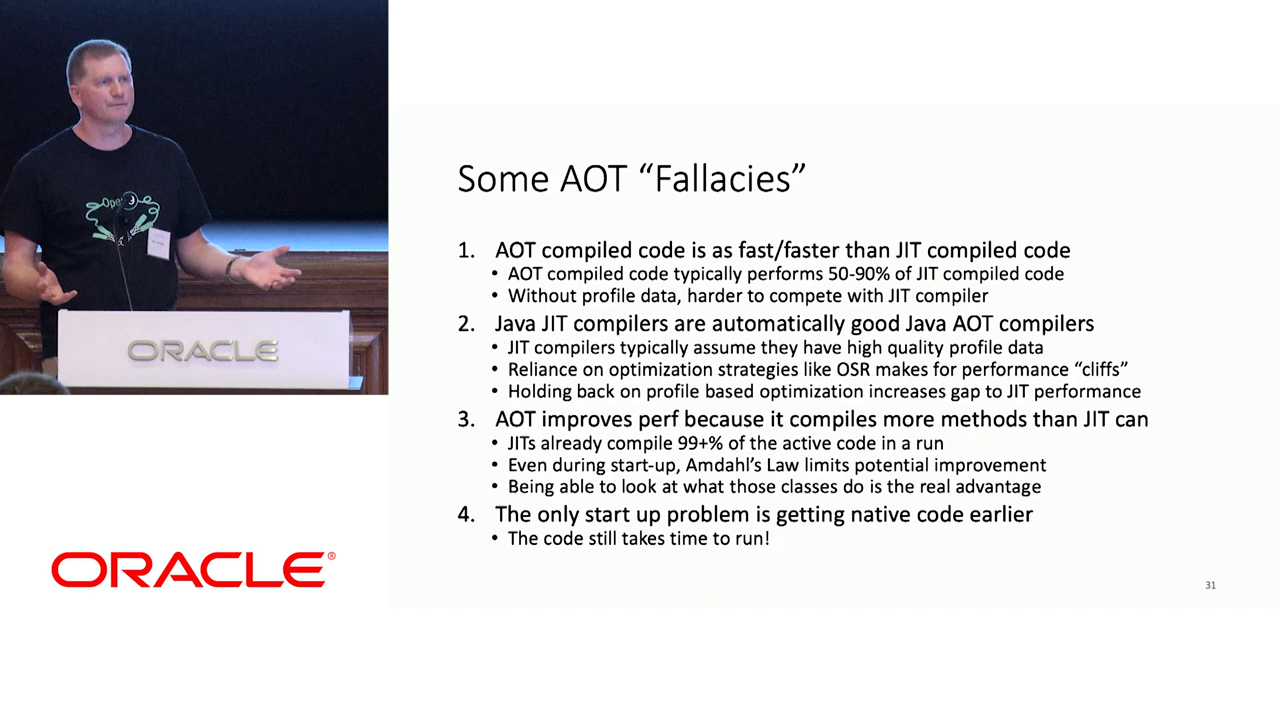 Some AOT “Fallacies”
1. AOT compiled code is as fast/faster than JIT compiled code
• AOT compiled code typically performs 50-90% of JIT compiled code
• Without profile data, harder to compete with JIT compiler
2. Java JIT compilers are automatically good Java AOT compilers
• JIT compilers typically assume they have high quality profile data
• Reliance on optimization strategies like OSR makes for performance “cliffs”
• Holding back on profile based optimization increases gap to JIT performance
3. AOT improves perf because it compiles more methods than JIT can
• JITs already compile 99+% of the active code in a run
• Even during start-up, Amdahl’s Law limits potential improvement
• Being able to look at what those classes do is the real advantage
4. The only start up problem is getting native code earlier
• The code still takes time to run!
31
ORACLE
ORACLE®